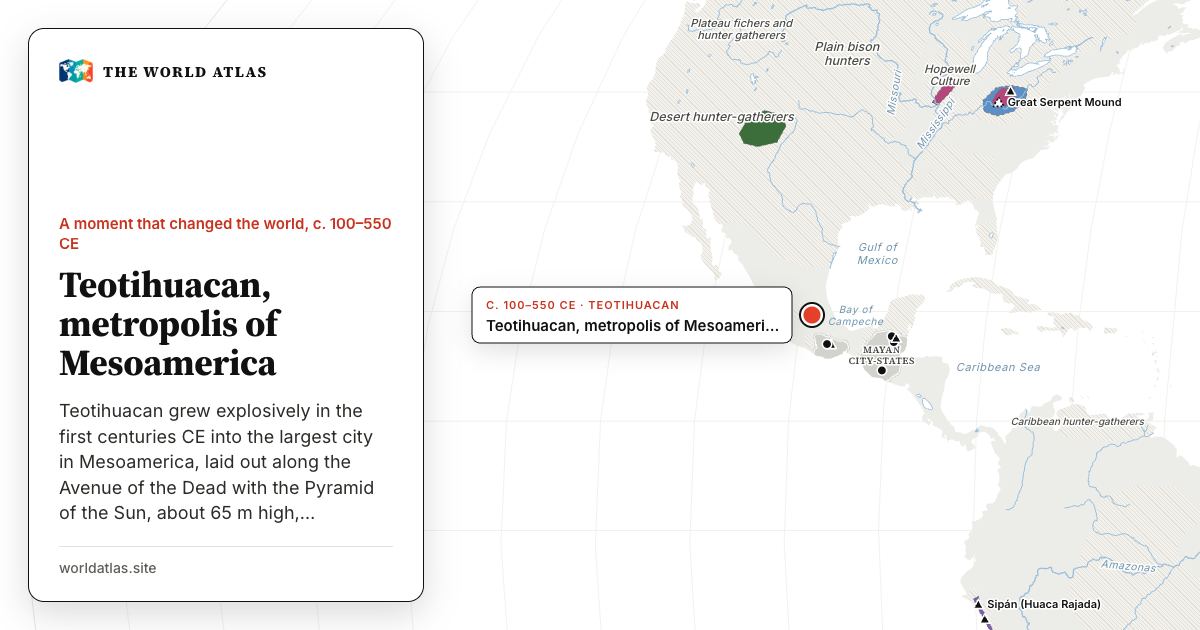 THE WORLD ATLAS
A moment that changed the world, c. 100–550
CE
Teotihuacan,
metropolis of
Mesoamerica
Teotihuacan grew explosively in the
first centuries CE into the largest city
in Mesoamerica, laid out along the
Avenue of the Dead with the Pyramid
of the Sun, about 65 m high,...
worldatlas.site
Plateau fichers and
hunter gatherers
Plain bison
hunters
Hopewell
Culture
Missouri
Mississippi
Great Serpent Mound
Desert hunter-gatherers
Gulf of
Mexico
C. 100–550 CE · TEOTIHUACAN
Teotihuacan, metropolis of Mesoameri...
Bay of
Campeche
MAYAN
CITY-STATES
Caribbean Sea
Caribbean hunter-gatherers
Amazonas
Sipán (Huaca Rajada)